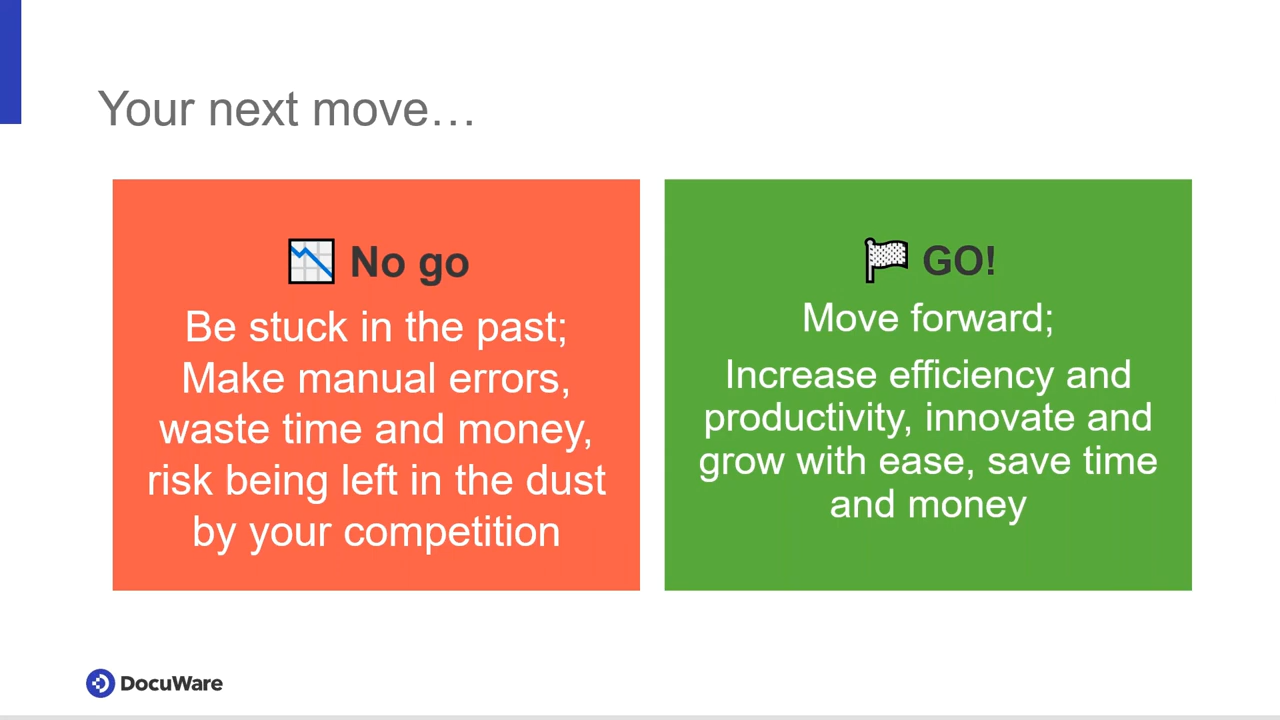 Your next move…
No go
Be stuck in the past;
Make manual errors,
waste time and money,
risk being left in the dust
by your competition
GO!
Move forward;
Increase efficiency and
productivity, innovate and
grow with ease, save time
and money
DocuWare